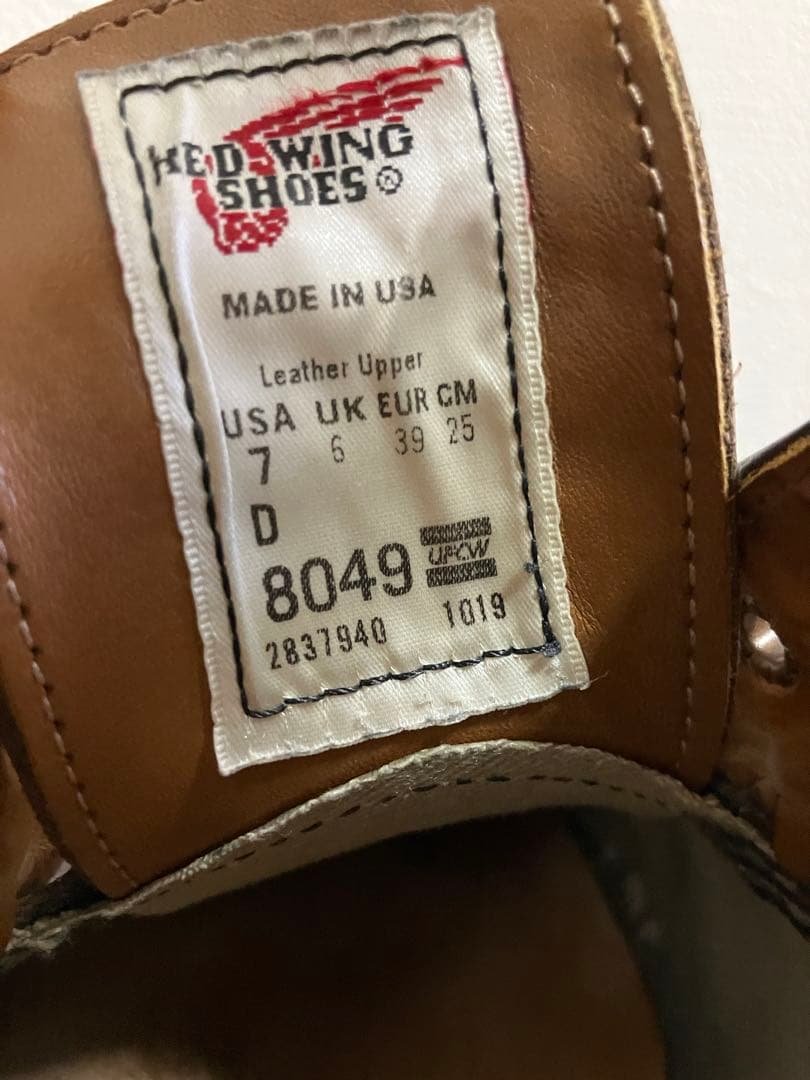 RED WING
SHOES®
MADE IN USA
Leather Upper
USA UK EUR CM
7 6 39 25
D
8049 UFCW
2837940 1019